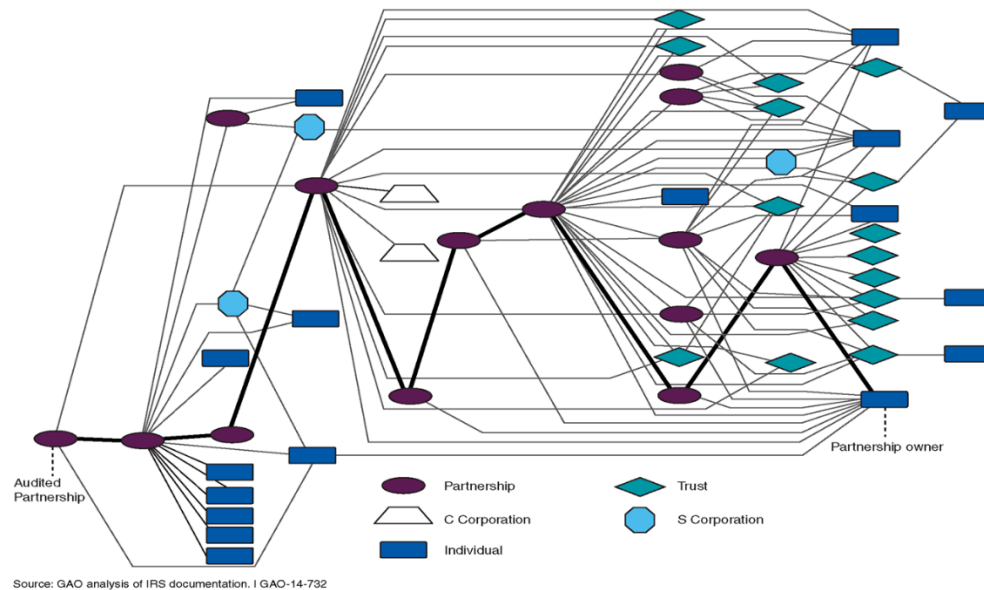 Audited
Partnership
Partnership owner
Partnership
Trust
C Corporation
S Corporation
Individual
Source: GAO analysis of IRS documentation. I GAO-14-732